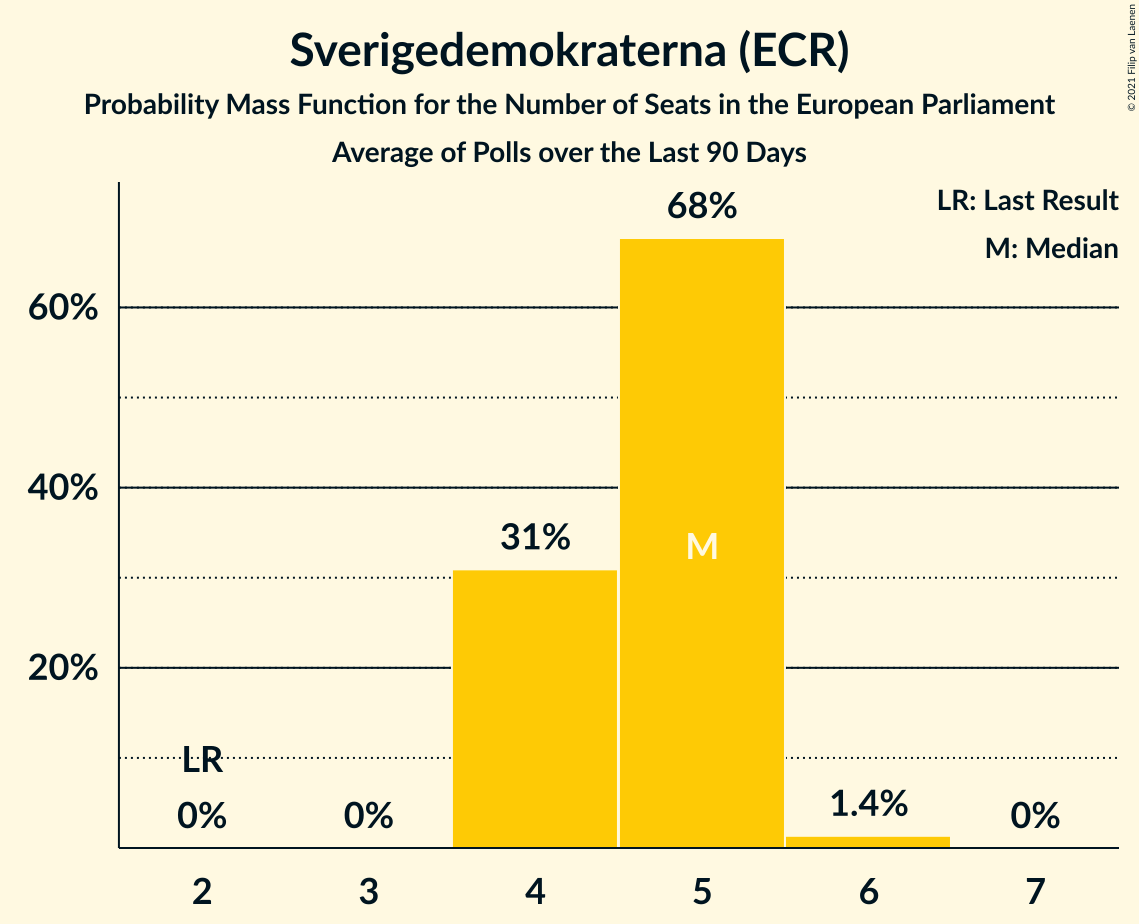 Sverigedemokraterna (ECR)
Probability Mass Function for the Number of Seats in the European Parliament
Average of Polls over the Last 90 Days
© 2021 Filip van Laenen
LR: Last Result
M: Median
68%
60%
40%
31%
M
20%
LR
0%
0%
1.4%
0%
2
3
4
5
6
7